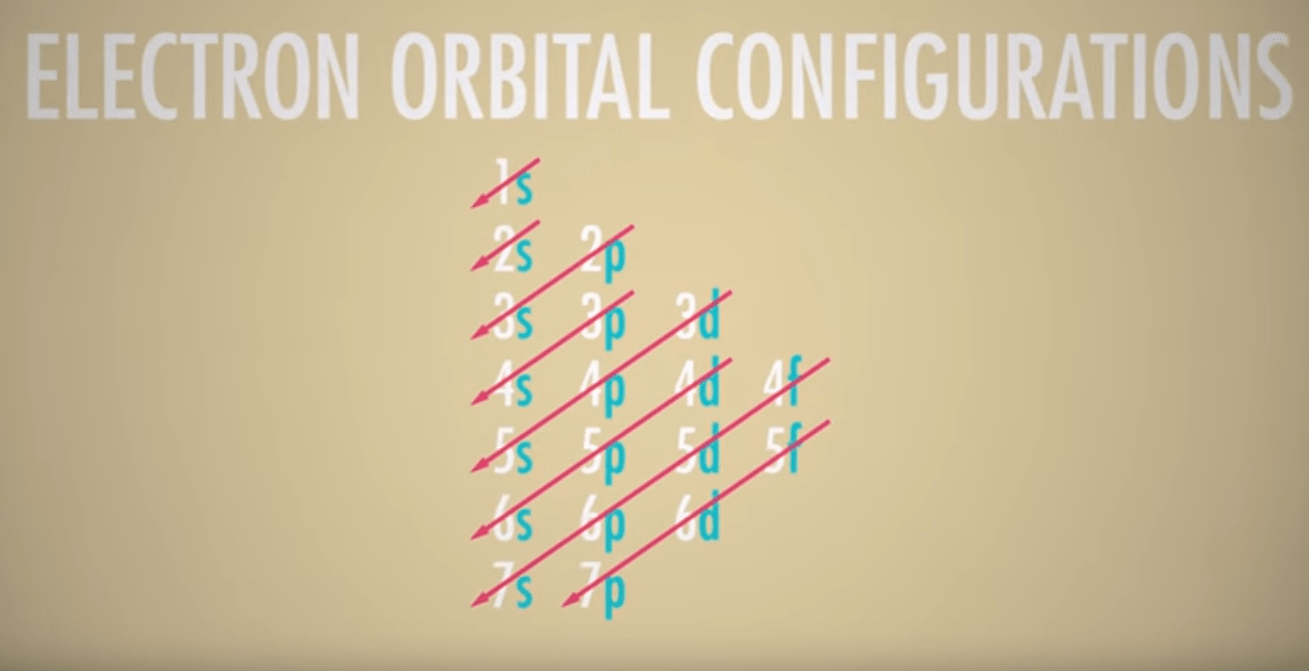 ELECTRON ORBITAL CONFIGURATIONS
1s
2s 2p
3s 3p 3d
4s 4p 4d 4f
5s 5p 5d 5f
6s 6p 6d
7s 7p